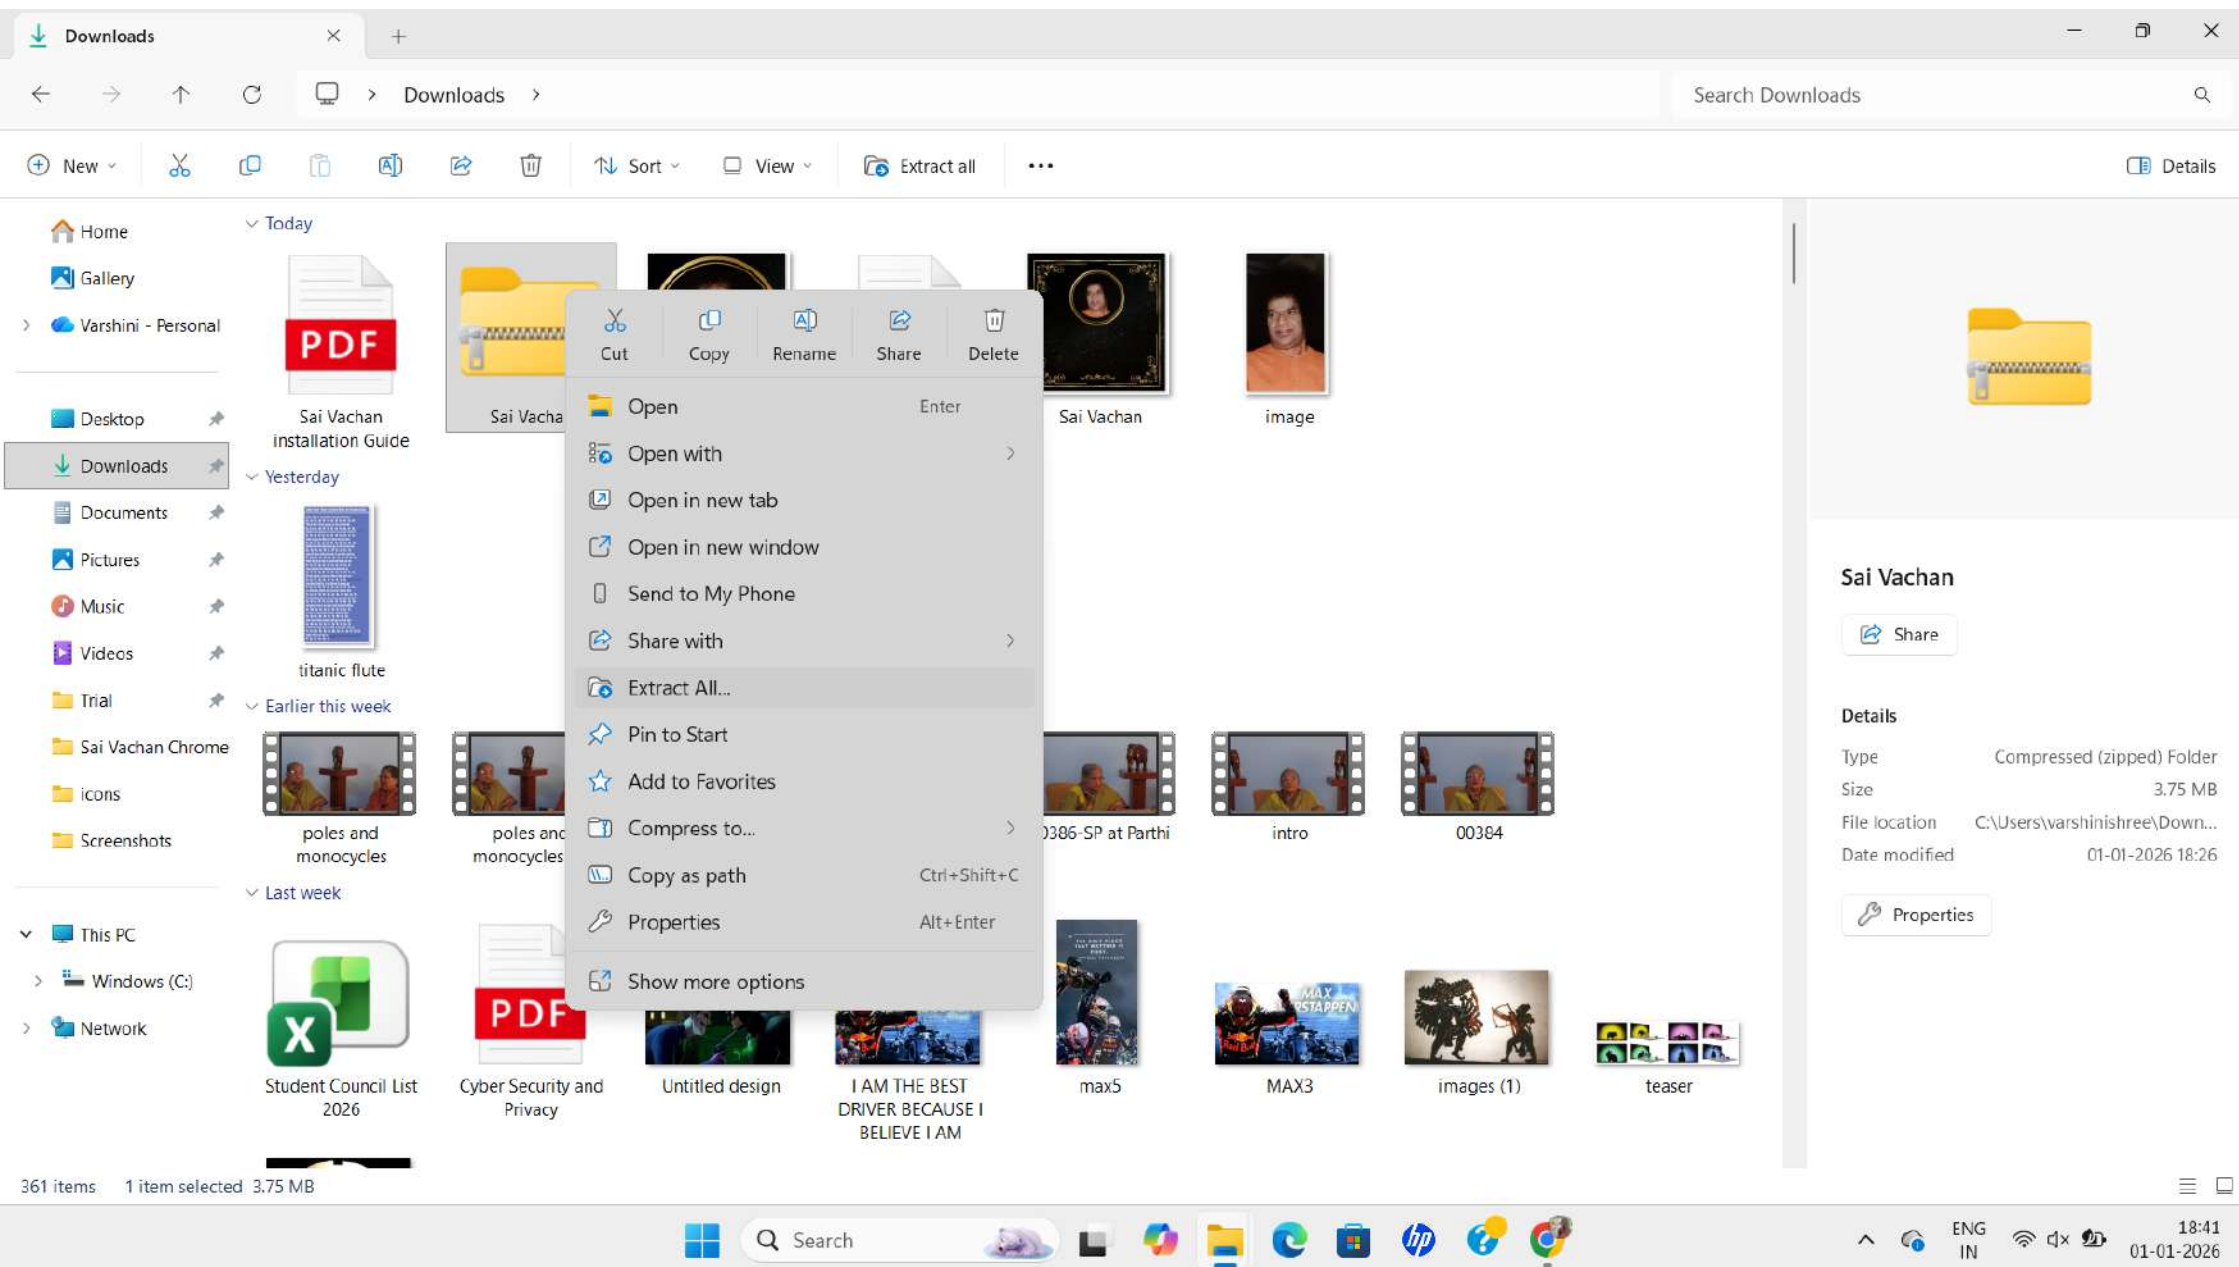 Downloads
Downloads
Search Downloads
New
Sort
View
Extract all
Details
Home
Gallery
Varshini - Personal
Desktop
Downloads
Documents
Pictures
Music
Videos
Trial
Sai Vachan Chrome
icons
Screenshots
This PC
Windows (C:)
Network
Today
PDF
Sai Vachan
installation Guide
Sai Vacha
Sai Vachan
image
Yesterday
titanic flute
Earlier this week
poles and
monocycles
poles and
monocycles
0386-SP at Parthi
intro
00384
Last week
Student Council List
2026
PDF
Cyber Security and
Privacy
Untitled design
I AM THE BEST
DRIVER BECAUSE I
BELIEVE I AM
max5
MAX
MAX3
images (1)
teaser
Cut
Copy
Rename
Share
Delete
Open Enter
Open with
Open in new tab
Open in new window
Send to My Phone
Share with
Extract All...
Pin to Start
Add to Favorites
Compress to...
Copy as path Ctrl+Shift+C
Properties Alt+Enter
Show more options
Sai Vachan
Share
Details
Type Compressed (zipped) Folder
Size 3.75 MB
File location C:\Users\varshinishree\Down...
Date modified 01-01-2026 18:26
Properties
361 items 1 item selected 3.75 MB
Search
hp
ENG
IN
18:41
01-01-2026